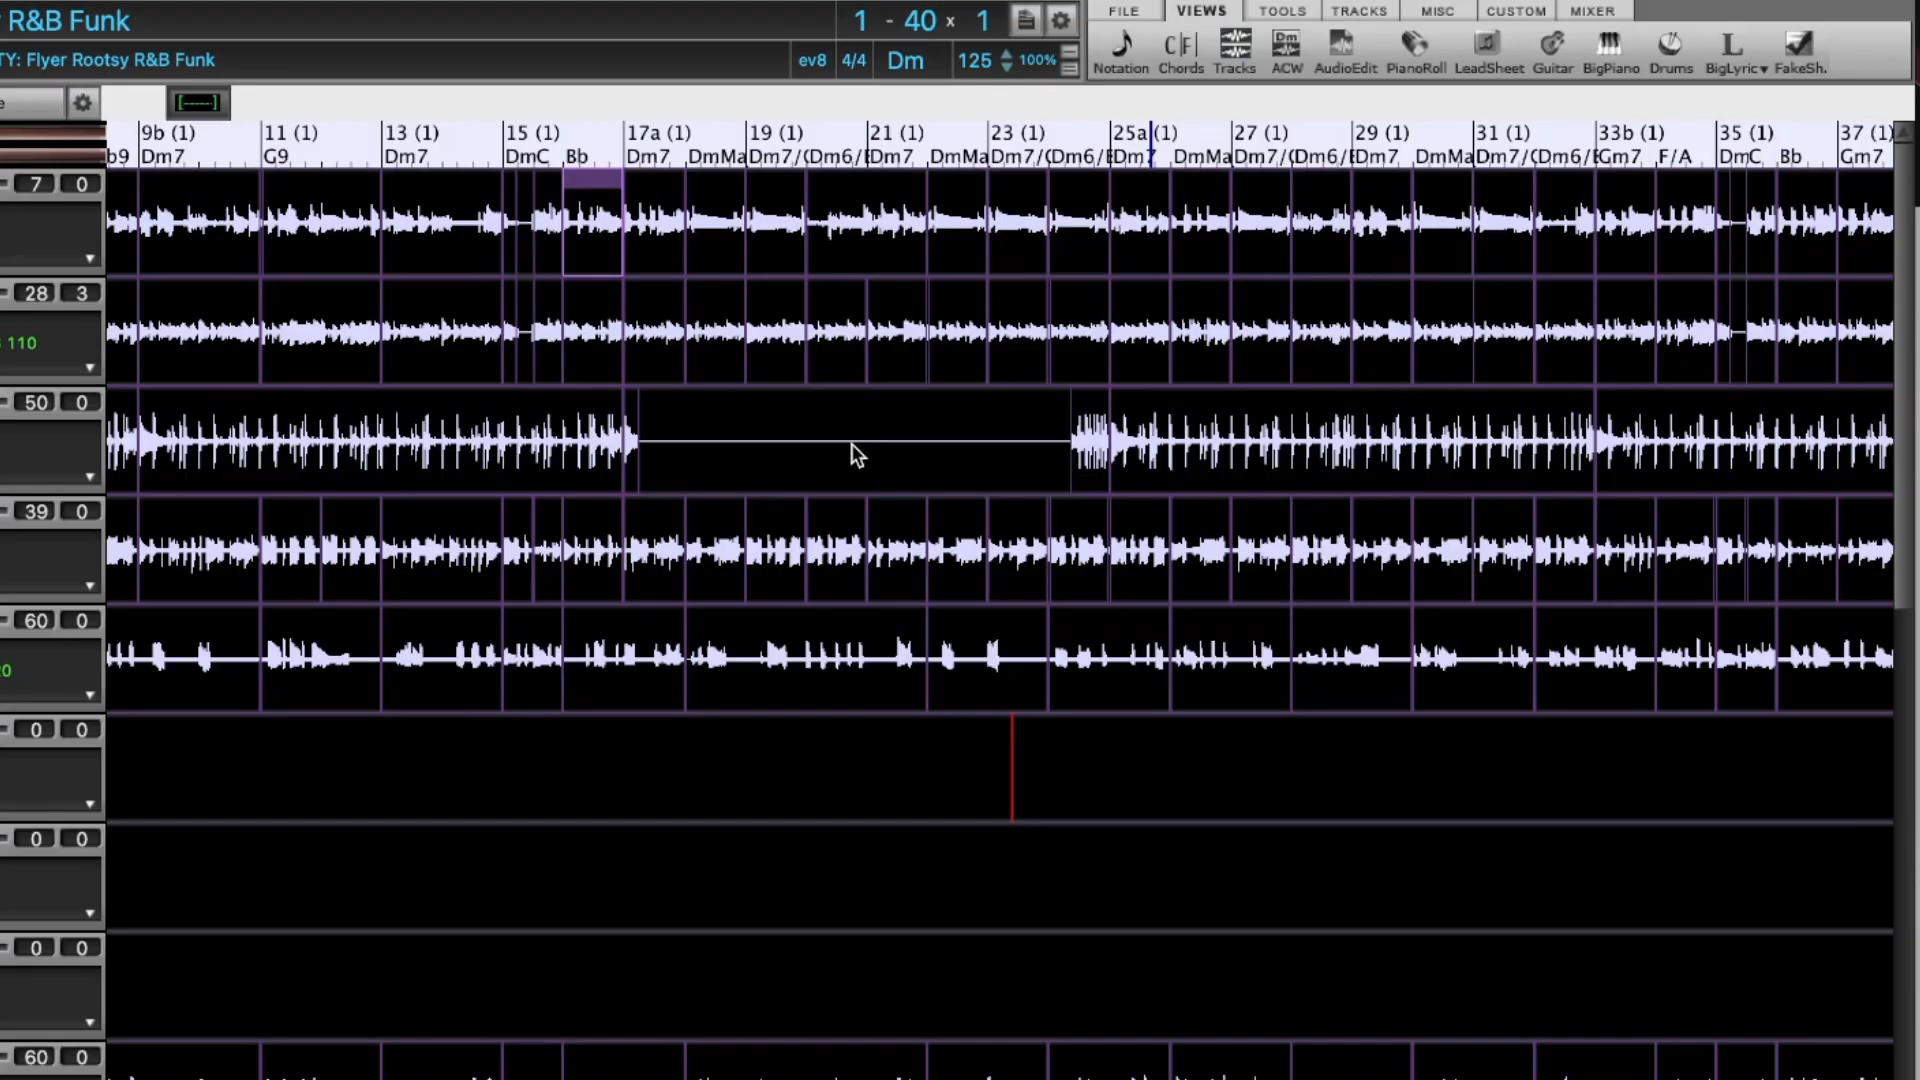 R&B Funk
1 - 40 x 1
FILE VIEWS TOOLS TRACKS MISC CUSTOM MIXER
TY: Flyer Rootsy R&B Funk
ev8 4/4 Dm 125 100%
Notation Chords Tracks ACW AudioEdit PianoRoll LeadSheet Guitar BigPiano Drums BigLyric FakeSh.
e
9b (1) 11 (1) 13 (1) 15 (1) 17a (1) 19 (1) 21 (1) 23 (1) 25a (1) 27 (1) 29 (1) 31 (1) 33b (1) 35 (1) 37 (1)
b9 Dm7 G9 Dm7 DmC Bb Dm7 DmMa Dm7/ Dm6/ Dm7 DmMa Dm7/ Dm6/ Dm7 DmMa Dm7/ Dm6/ Dm7 DmMa Dm7/ Dm6/ Gm7 F/A DmC Bb Gm7
7 0
28 3
110
50 0
39 0
60 0
0
0 0
0 0
0 0
60 0